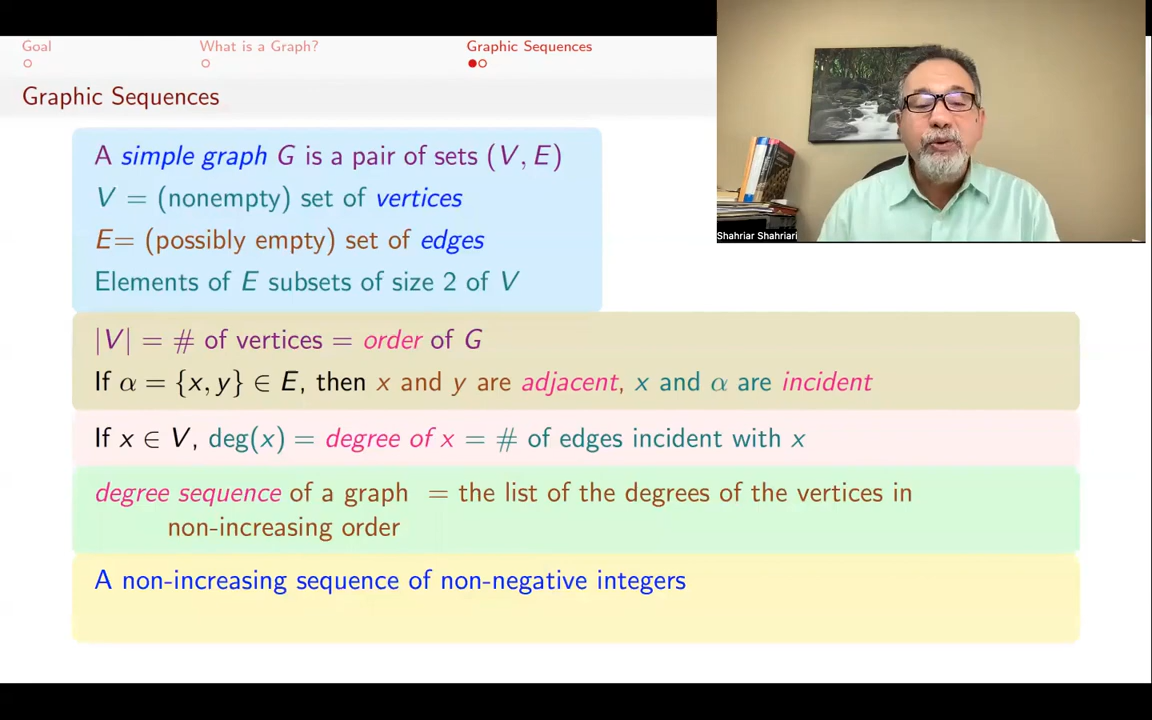 Goal
What is a Graph?
Graphic Sequences
Graphic Sequences
A simple graph G is a pair of sets (V, E)
V = (nonempty) set of vertices
E= (possibly empty) set of edges
Elements of E subsets of size 2 of V
Shahriar Shahriari
|V| = # of vertices = order of G
If α = {x, y} ∈ E, then x and y are adjacent, x and α are incident
If x ∈ V, deg(x) = degree of x = # of edges incident with x
degree sequence of a graph = the list of the degrees of the vertices in
non-increasing order
A non-increasing sequence of non-negative integers